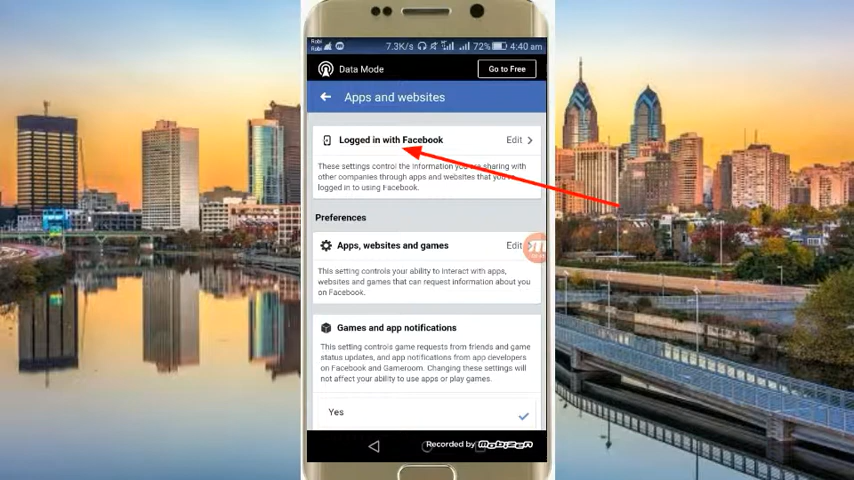 Robi
Robi
7.3K/s
72%
4:40 am
Data Mode
Go to Free
Apps and websites
Logged in with Facebook
Edit
These settings control the information you are sharing with
other companies through apps and websites that you've
logged in to using Facebook.
Preferences
Apps, websites and games
Edit
This setting controls your ability to interact with apps,
websites and games that can request information about you
on Facebook.
Games and app notifications
This setting controls game requests from friends and game
status updates, and app notifications from app developers
on Facebook and Gameroom. Changing these settings will
not affect your ability to use apps or play games.
Yes
Recorded by Mobizen